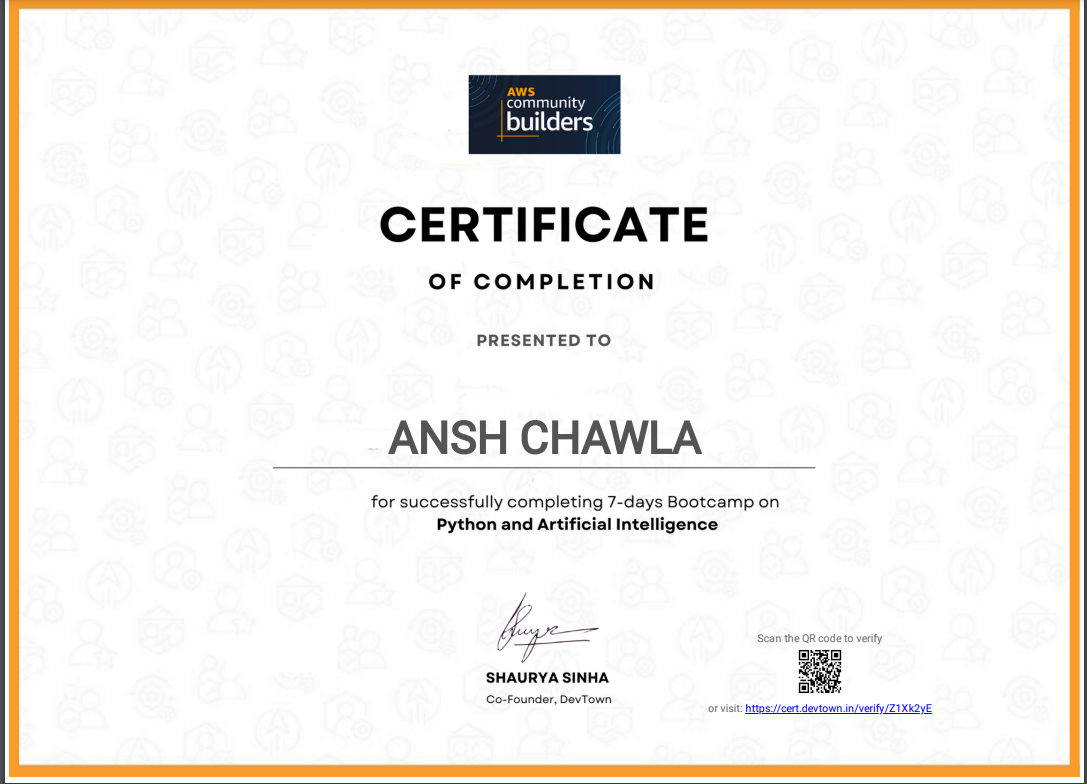 AWS
community
builders
CERTIFICATE
OF COMPLETION
PRESENTED TO
ANSH CHAWLA
for successfully completing 7-days Bootcamp on
Python and Artificial Intelligence
SHAURYA SINHA
Co-Founder, DevTown
Scan the QR code to verify
or visit: https://cert.devtown.in/verify/Z1Xk2yE